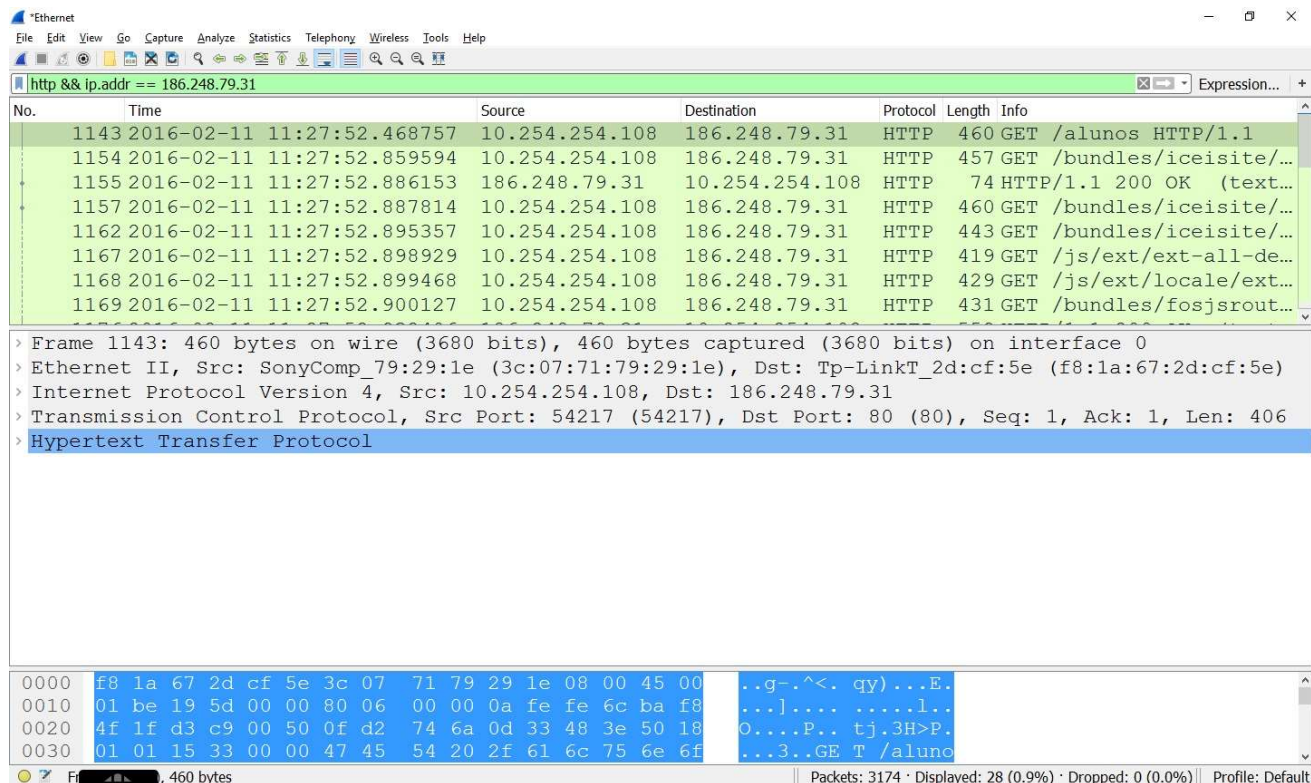 *Ethernet
File Edit View Go Capture Analyze Statistics Telephony Wireless Tools Help
http && ip.addr == 186.248.79.31 Expression... +
No. Time Source Destination Protocol Length Info
1143 2016-02-11 11:27:52.468757 10.254.254.108 186.248.79.31 HTTP 460 GET /alunos HTTP/1.1
1154 2016-02-11 11:27:52.859594 10.254.254.108 186.248.79.31 HTTP 457 GET /bundles/iceisite/…
1155 2016-02-11 11:27:52.886153 186.248.79.31 10.254.254.108 HTTP 74 HTTP/1.1 200 OK (text…
1157 2016-02-11 11:27:52.887814 10.254.254.108 186.248.79.31 HTTP 460 GET /bundles/iceisite/…
1162 2016-02-11 11:27:52.895357 10.254.254.108 186.248.79.31 HTTP 443 GET /bundles/iceisite/…
1167 2016-02-11 11:27:52.898929 10.254.254.108 186.248.79.31 HTTP 419 GET /js/ext/ext-all-de…
1168 2016-02-11 11:27:52.899468 10.254.254.108 186.248.79.31 HTTP 429 GET /js/ext/locale/ext…
1169 2016-02-11 11:27:52.900127 10.254.254.108 186.248.79.31 HTTP 431 GET /bundles/fosjsrout…
> Frame 1143: 460 bytes on wire (3680 bits), 460 bytes captured (3680 bits) on interface 0
> Ethernet II, Src: SonyComp_79:29:1e (3c:07:71:79:29:1e), Dst: Tp-LinkT_2d:cf:5e (f8:1a:67:2d:cf:5e)
> Internet Protocol Version 4, Src: 10.254.254.108, Dst: 186.248.79.31
> Transmission Control Protocol, Src Port: 54217 (54217), Dst Port: 80 (80), Seq: 1, Ack: 1, Len: 406
> Hypertext Transfer Protocol
0000 f8 1a 67 2d cf 5e 3c 07 71 79 29 1e 08 00 45 00 ..g-.^<. qy)...E.
0010 01 be 19 5d 00 00 80 06 00 00 0a fe fe 6c ba f8 ...].... .....l..
0020 4f 1f d3 c9 00 50 0f d2 74 6a 0d 33 48 3e 50 18 O....P.. tj.3H>P.
0030 01 01 15 33 00 00 47 45 54 20 2f 61 6c 75 6e 6f ...3..GE T /aluno
, 460 bytes Packets: 3174 · Displayed: 28 (0.9%) · Dropped: 0 (0.0%) Profile: Default